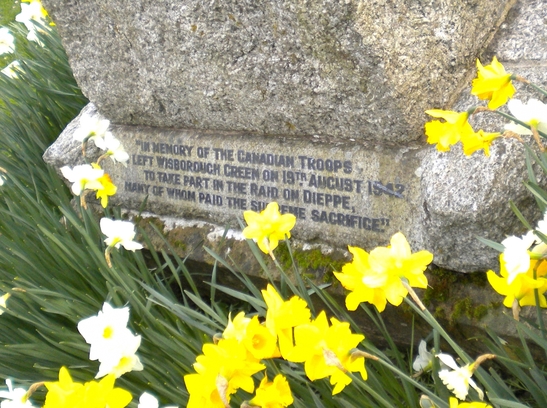 "IN MEMORY OF THE CANADIAN TROOPS
LEFT WISBOROUGH GREEN ON 19TH AUGUST 1942
TO TAKE PART IN THE RAID ON DIEPPE,
MANY OF WHOM PAID THE SUPREME SACRIFICE"